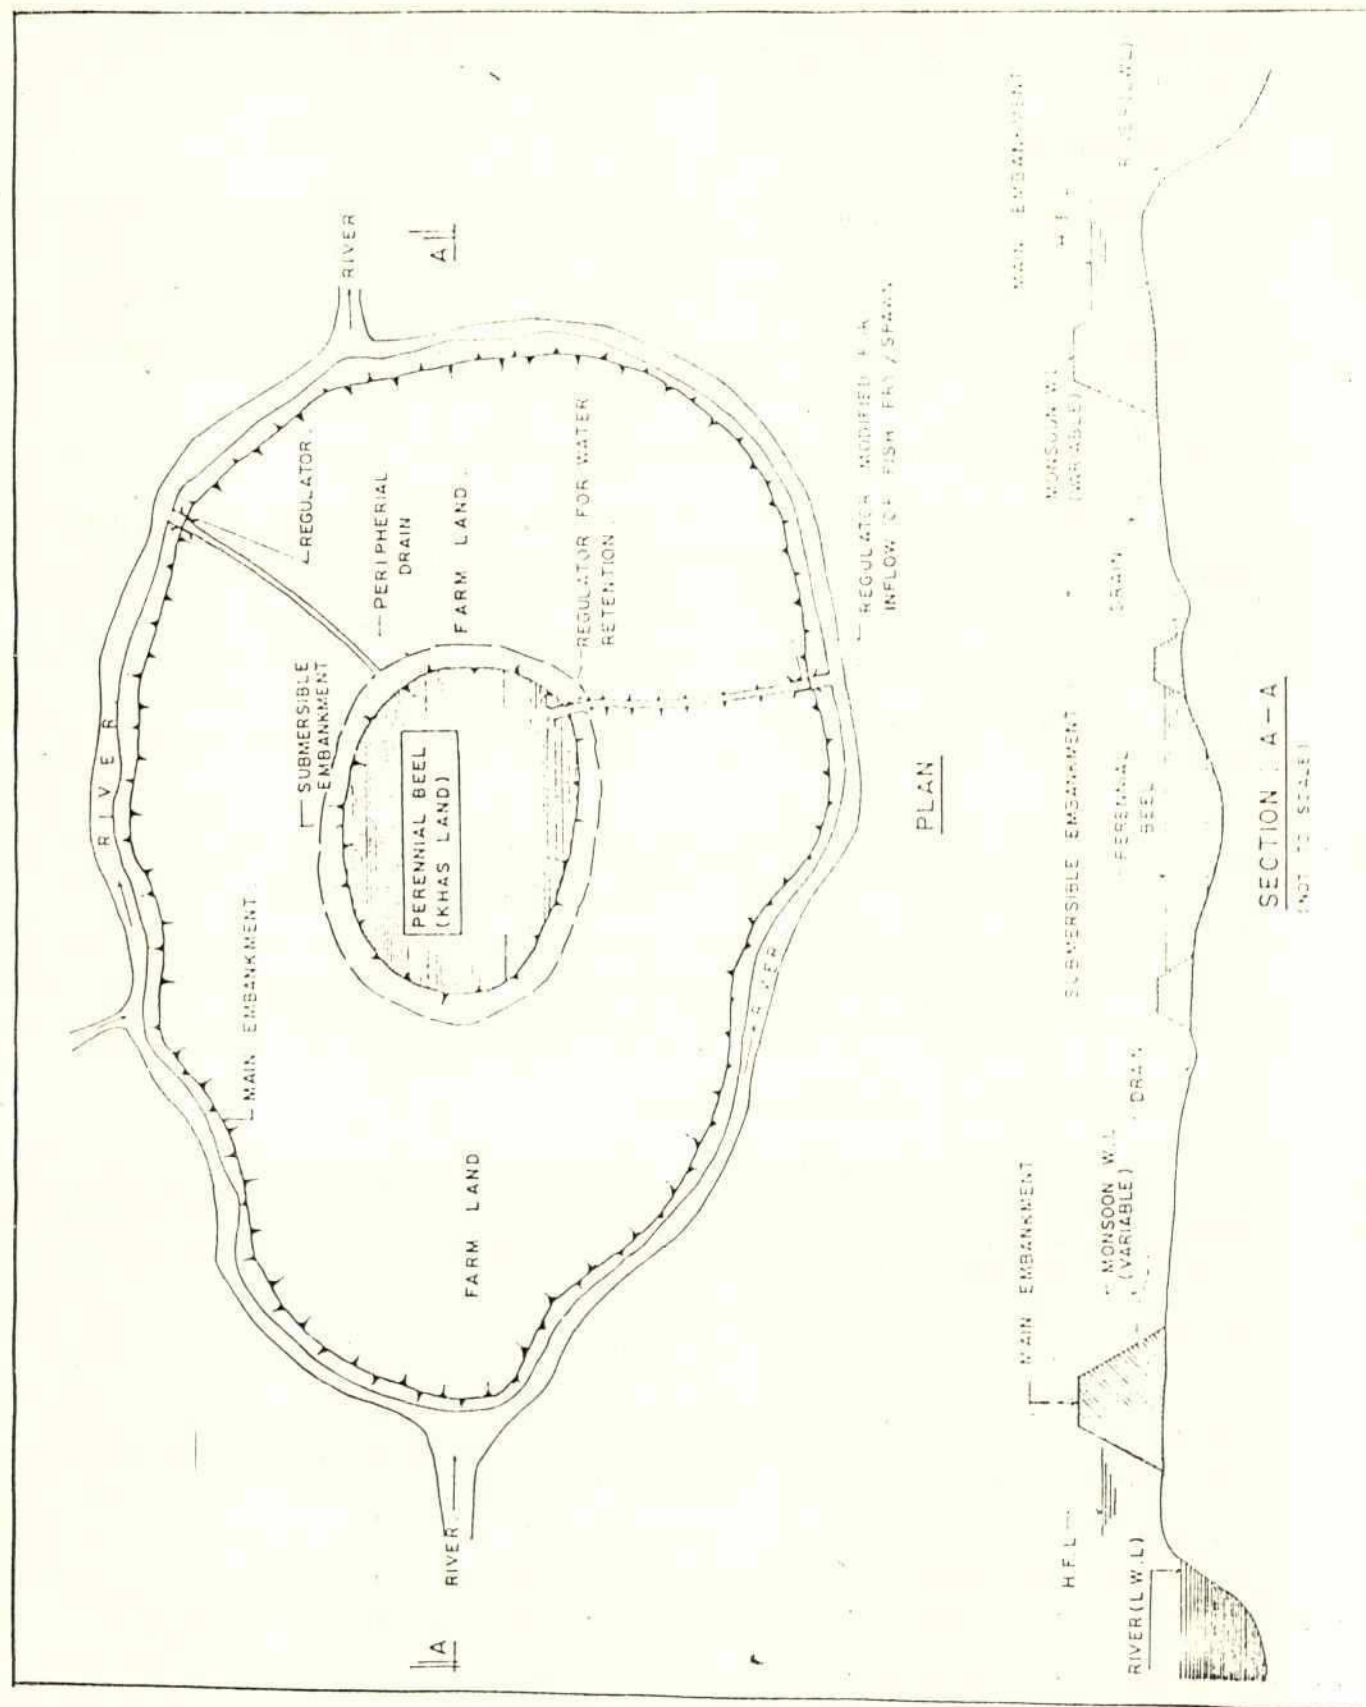 RIVER
A
RIVER
REGULATOR
PERIPHERIAL
DRAIN
FARM LAND
REGULATOR FOR WATER
RETENTION
SUBMERSIBLE
EMBANKMENT
PERENNIAL BEEL
(KHAS LAND)
RIVER
MAIN EMBANKMENT
FARM LAND
RIVER
A
REGULATOR MODIFIED FOR
INFLOW OF FISH FRY/SPAWN
PLAN
MAIN EMBANKMENT
H.F.L
RIVER (L.W.L)
MONSOON W.L
(VARIABLE)
DRAIN
SUBMERSIBLE EMBANKMENT
PERENNIAL
BEEL
DRAIN
MONSOON W.L
(VARIABLE)
MAIN EMBANKMENT
RIVER (L.W.L)
SECTION : A-A
(NOT TO SCALE)